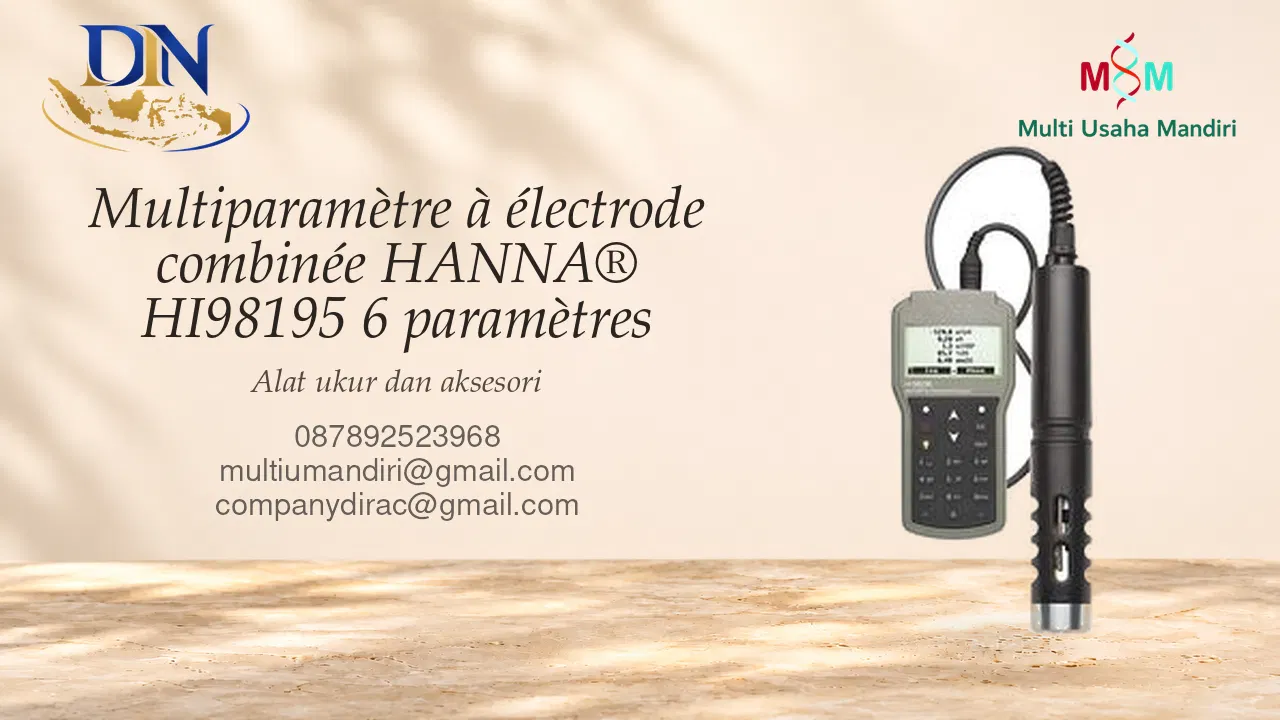 DIN
M M
Multi Usaha Mandiri
Multiparamètre à électrode
combinée HANNA®
HI98195 6 paramètres
Alat ukur dan aksesori
087892523968
multiumandiri@gmail.com
companydirac@gmail.com